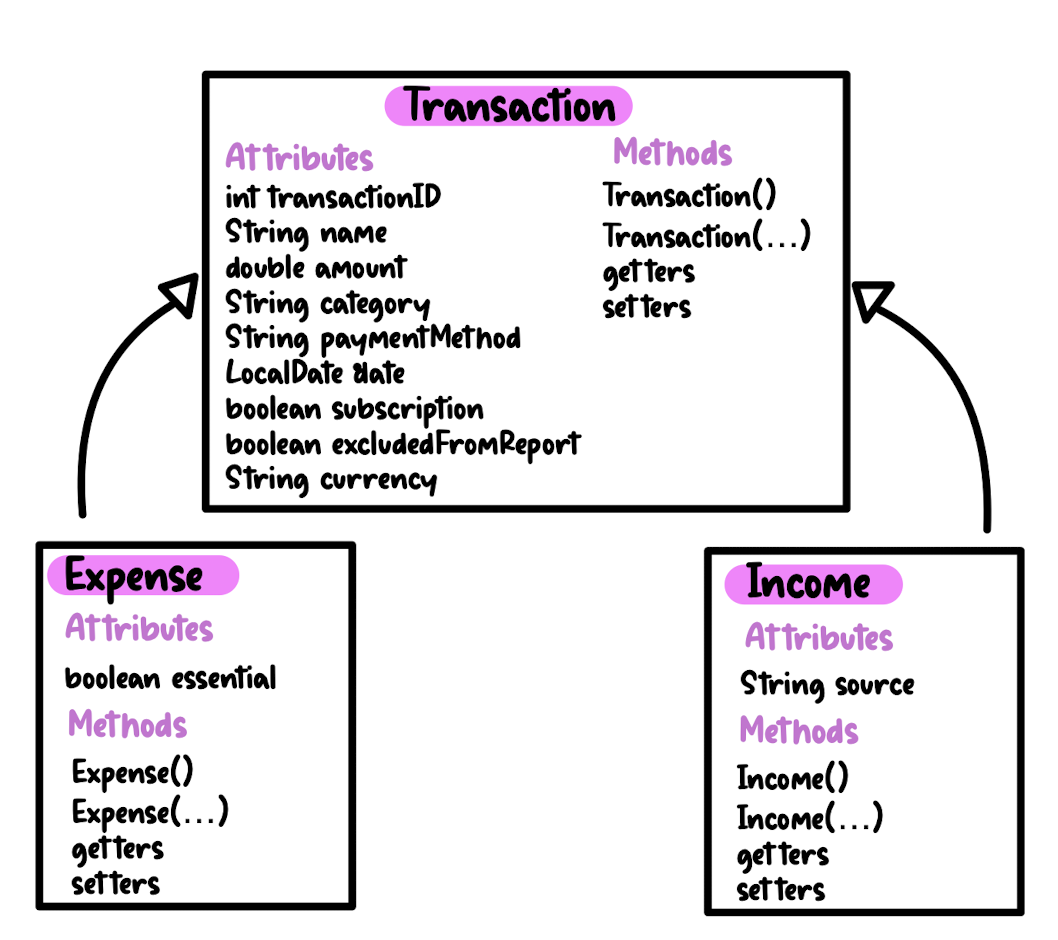 Transaction
Attributes
int transactionID
String name
double amount
String category
String paymentMethod
LocalDate date
boolean subscription
boolean excludedFromReport
String currency
Methods
Transaction()
Transaction(...)
getters
setters
Expense
Attributes
boolean essential
Methods
Expense()
Expense(...)
getters
setters
Income
Attributes
String source
Methods
Income()
Income(...)
getters
setters